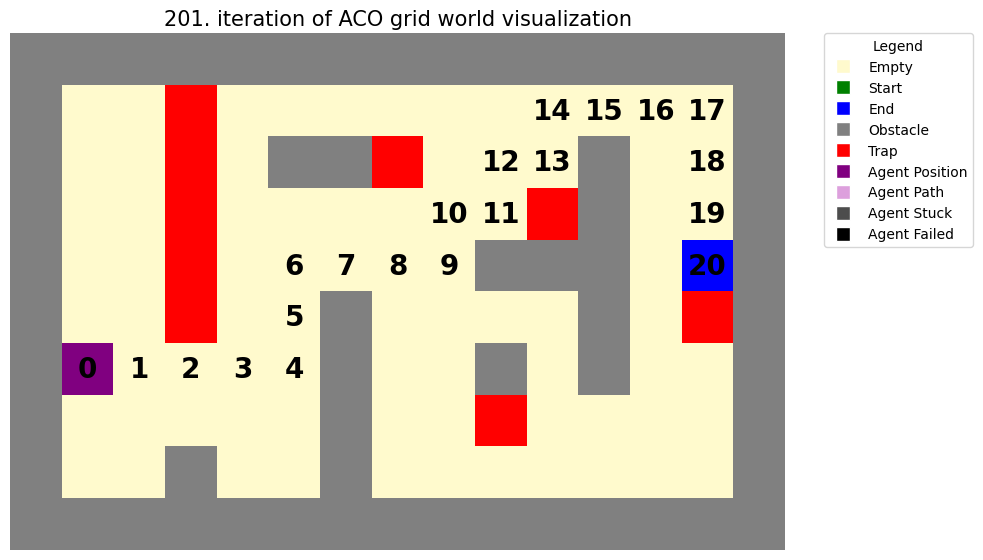 201. iteration of ACO grid world visualization
14 15 16 17
12 13 18
10 11 19
6 7 8 9 20
5
0 1 2 3 4
Legend
Empty
Start
End
Obstacle
Trap
Agent Position
Agent Path
Agent Stuck
Agent Failed